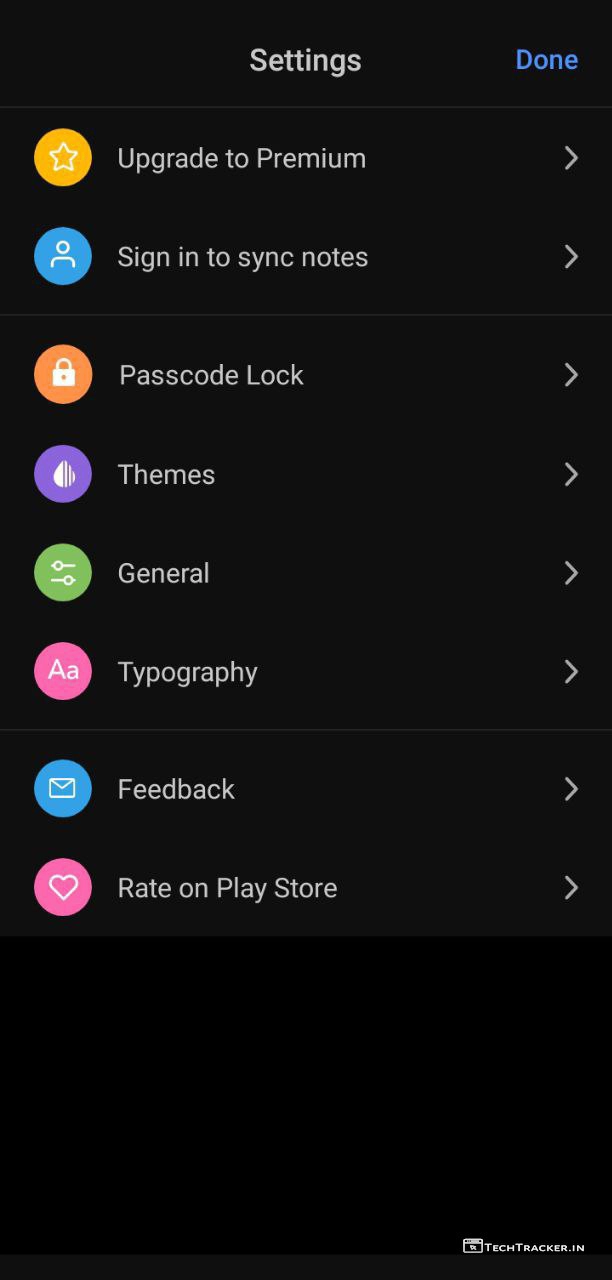 Settings
Done
Upgrade to Premium
Sign in to sync notes
Passcode Lock
Themes
General
Aa
Typography
Feedback
Rate on Play Store
TechTracker.in